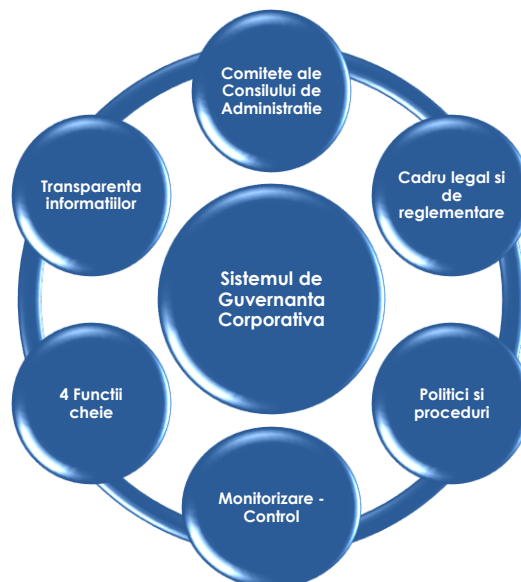 Comitete ale
Consilului de
Administratie
Transparenta
informatiilor
Cadru legal si
de
reglementare
Sistemul de
Guvernanta
Corporativa
4 Functii
cheie
Politici si
proceduri
Monitorizare -
Control